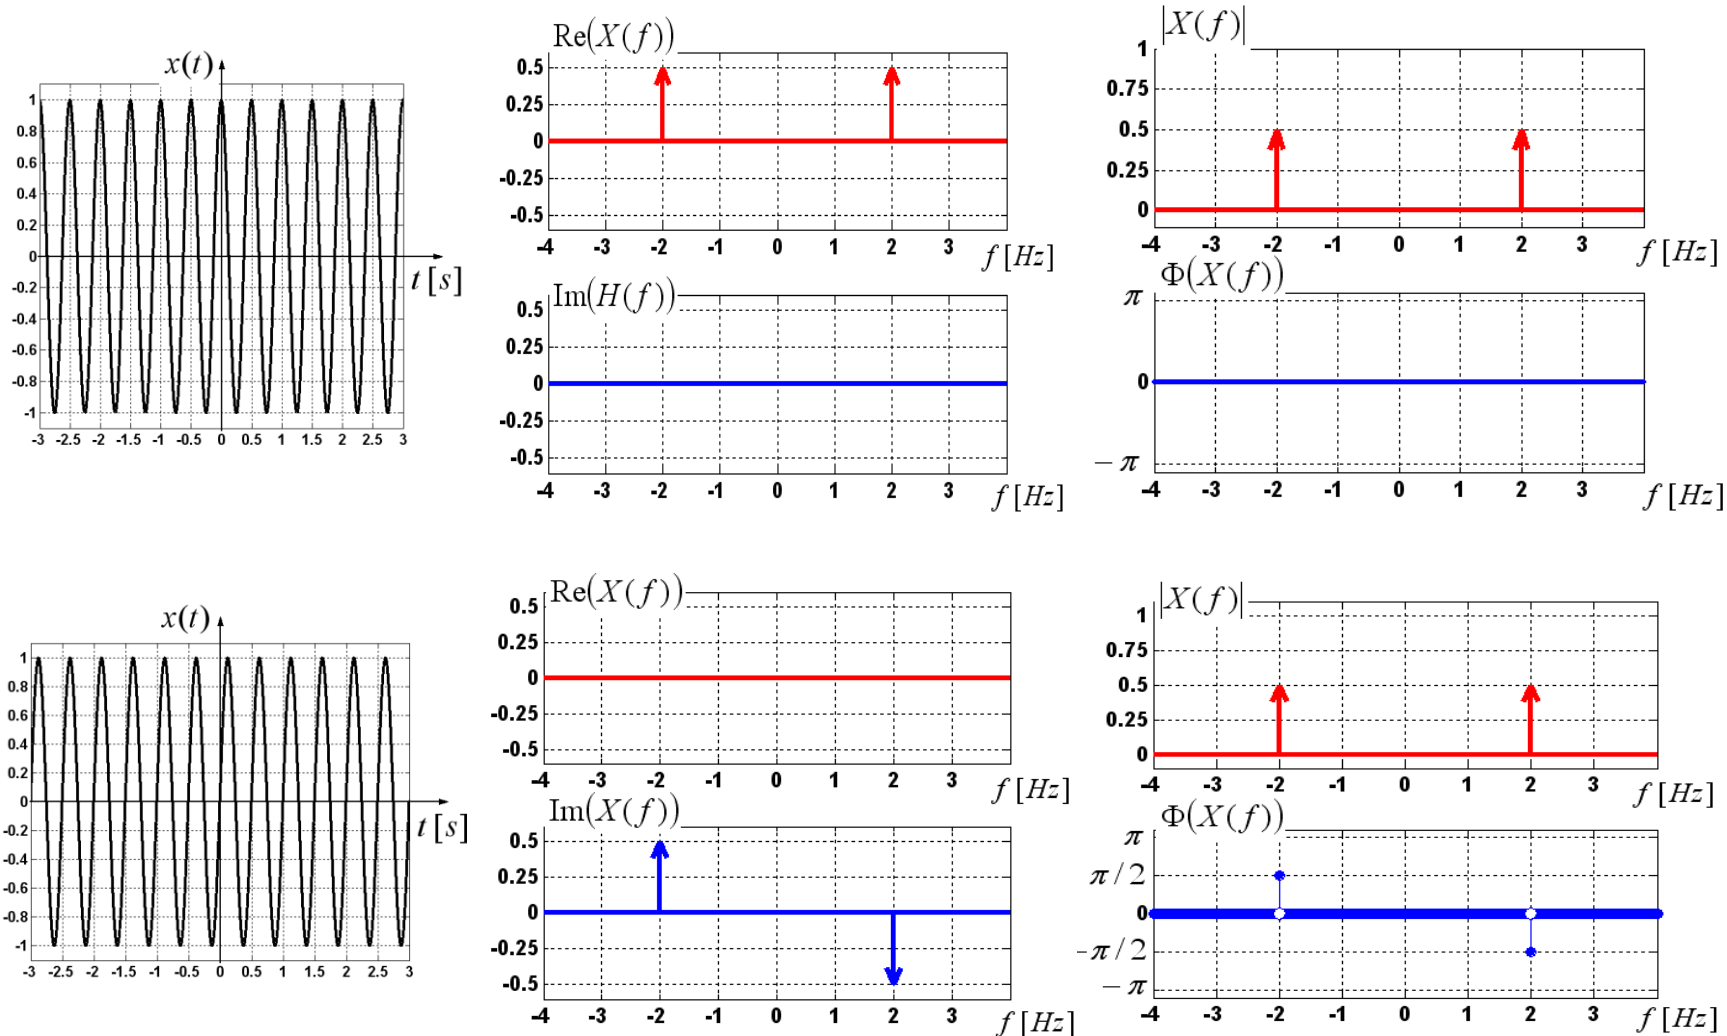 x(t)
1
0.8
0.6
0.4
0.2
0
-0.2
-0.4
-0.6
-0.8
-1
-3 -2.5 -2 -1.5 -1 -0.5 0 0.5 1 1.5 2 2.5 3
t [s]
Re(X(f))
0.5
0.25
0
-0.25
-0.5
-4 -3 -2 -1 0 1 2 3
f [Hz]
Im(H(f))
0.5
0.25
0
-0.25
-0.5
-4 -3 -2 -1 0 1 2 3
f [Hz]
|X(f)|
1
0.75
0.5
0.25
0
-4 -3 -2 -1 0 1 2 3
f [Hz]
Φ(X(f))
π
0
-π
-4 -3 -2 -1 0 1 2 3
f [Hz]
x(t)
1
0.8
0.6
0.4
0.2
0
-0.2
-0.4
-0.6
-0.8
-1
-3 -2.5 -2 -1.5 -1 -0.5 0 0.5 1 1.5 2 2.5 3
t [s]
Re(X(f))
0.5
0.25
0
-0.25
-0.5
-4 -3 -2 -1 0 1 2 3
f [Hz]
Im(X(f))
0.5
0.25
0
-0.25
-0.5
-4 -3 -2 -1 0 1 2 3
f [Hz]
|X(f)|
1
0.75
0.5
0.25
0
-4 -3 -2 -1 0 1 2 3
f [Hz]
Φ(X(f))
π
π/2
0
-π/2
-π
-4 -3 -2 -1 0 1 2 3
f [Hz]